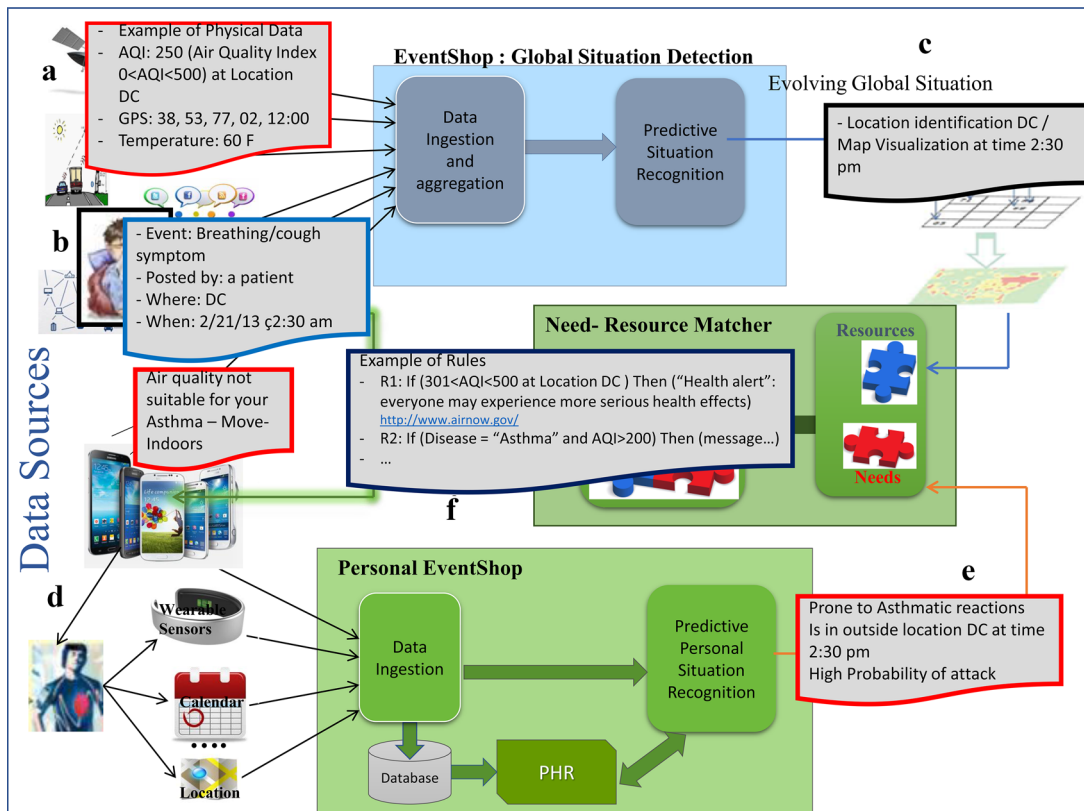 a
- Example of Physical Data
- AQI: 250 (Air Quality Index
0<AQI<500) at Location
DC
- GPS: 38, 53, 77, 02, 12:00
- Temperature: 60 F
EventShop : Global Situation Detection
Data
Ingestion
and
aggregation
Predictive
Situation
Recognition
c
Evolving Global Situation
- Location identification DC /
Map Visualization at time 2:30
pm
b
- Event: Breathing/cough
symptom
- Posted by: a patient
- Where: DC
- When: 2/21/13 ç2:30 am
Data Sources
Air quality not
suitable for your
Asthma – Move-
Indoors
Need- Resource Matcher
Resources
Needs
Example of Rules
- R1: If (301<AQI<500 at Location DC ) Then (“Health alert”:
everyone may experience more serious health effects)
http://www.airnow.gov/
- R2: If (Disease = “Asthma” and AQI>200) Then (message…)
- …
f
d
Wearable
Sensors
Calendar
Location
Personal EventShop
Data
Ingestion
Predictive
Personal
Situation
Recognition
Database
PHR
e
Prone to Asthmatic reactions
Is in outside location DC at time
2:30 pm
High Probability of attack